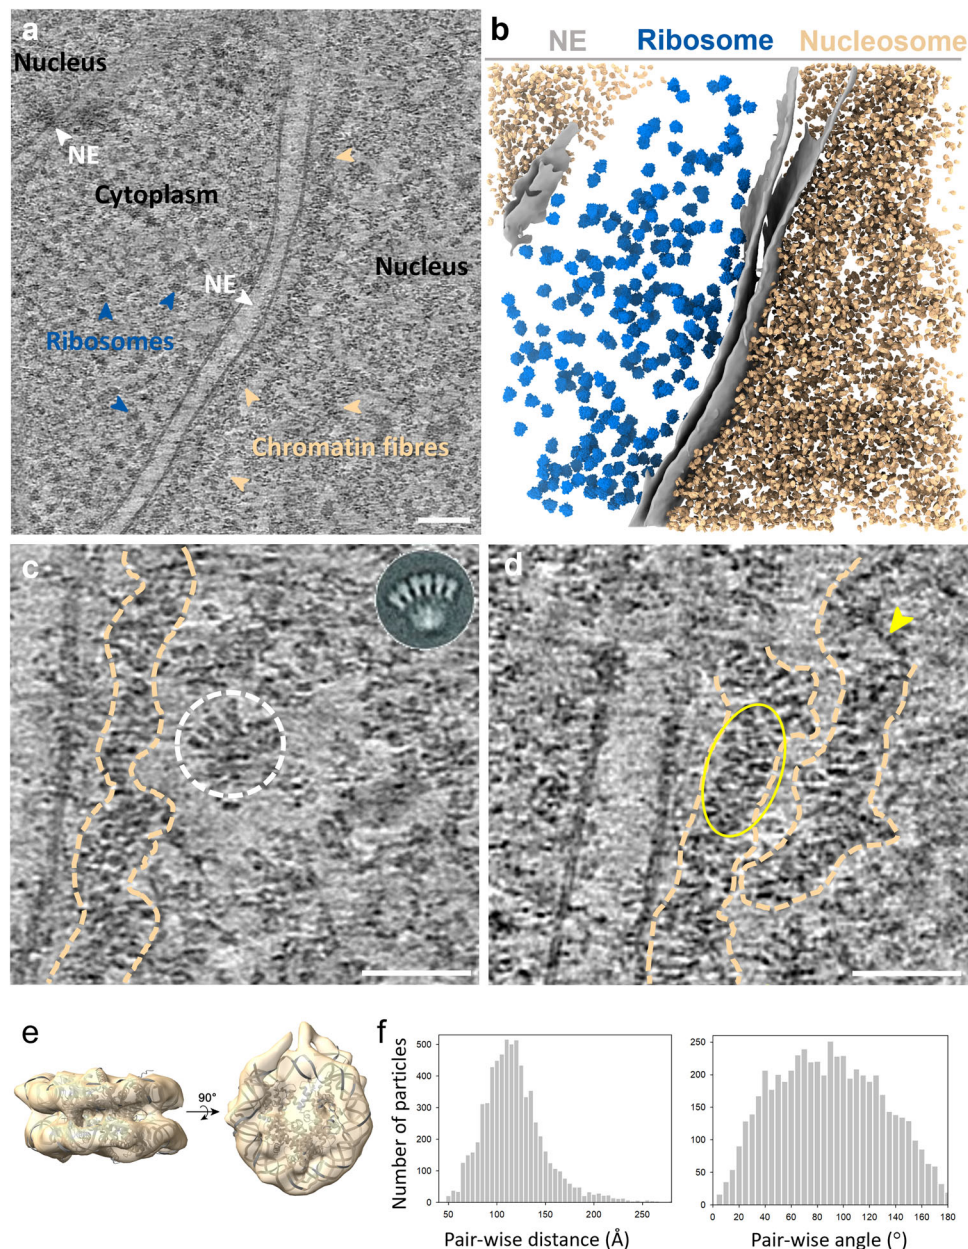 a
Nucleus
NE
Cytoplasm
NE
Nucleus
Ribosomes
Chromatin fibres
b
NE Ribosome Nucleosome
c
d
e
90°
f
Number of particles
500
400
300
200
100
0
50 100 150 200 250
Pair-wise distance (Å)
250
200
150
100
50
0
0 20 40 60 80 100 120 140 160 180
Pair-wise angle (°)